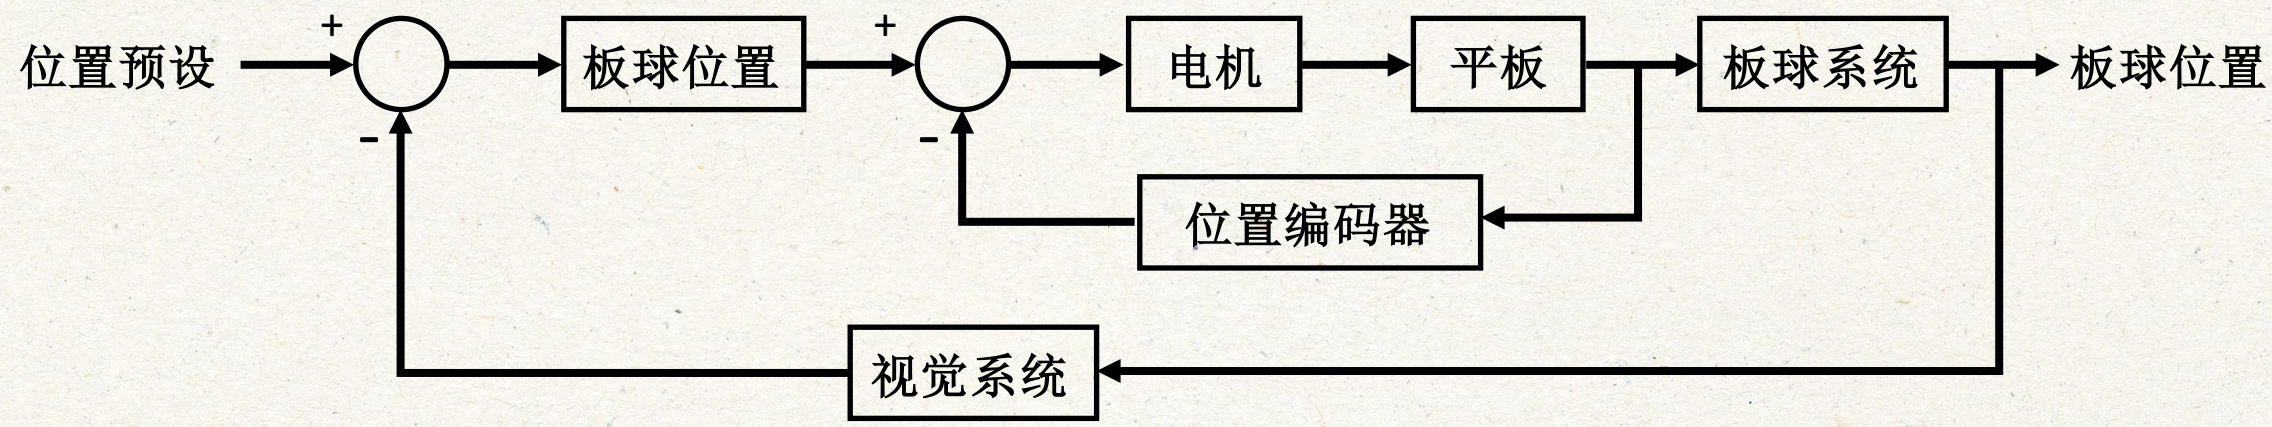 位置预设
+
板球位置
+
电机
平板
板球系统
板球位置
-
-
位置编码器
视觉系统